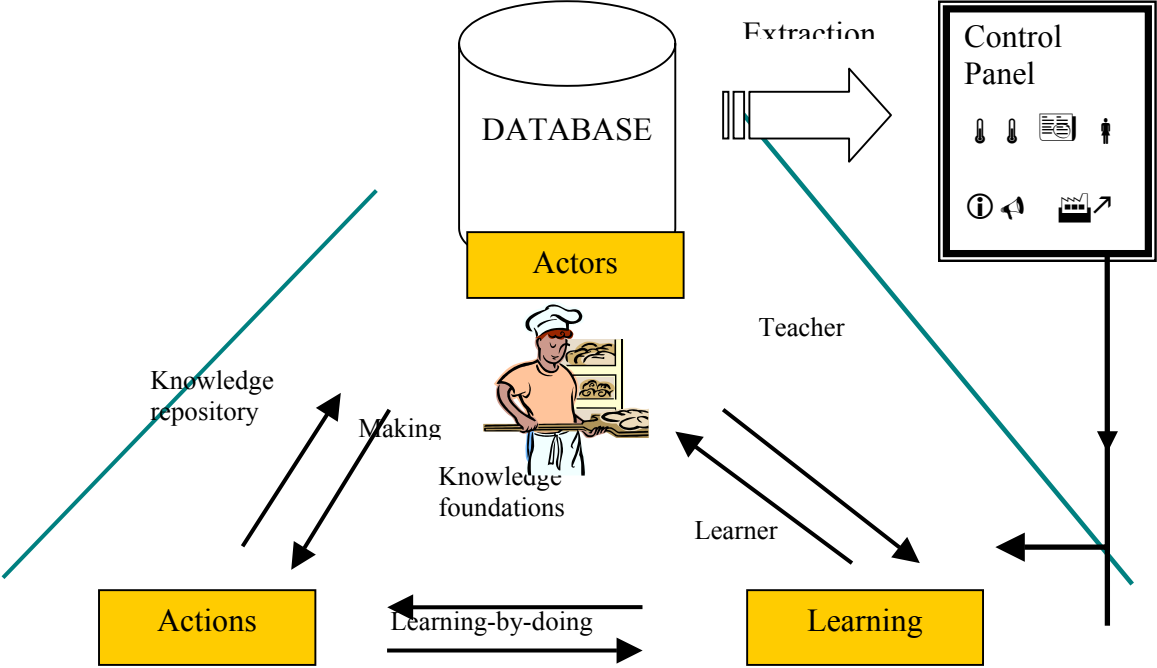 Extraction
Control
Panel
DATABASE
Actors
Teacher
Knowledge
repository
Making
Knowledge
foundations
Learner
Actions
Learning-by-doing
Learning